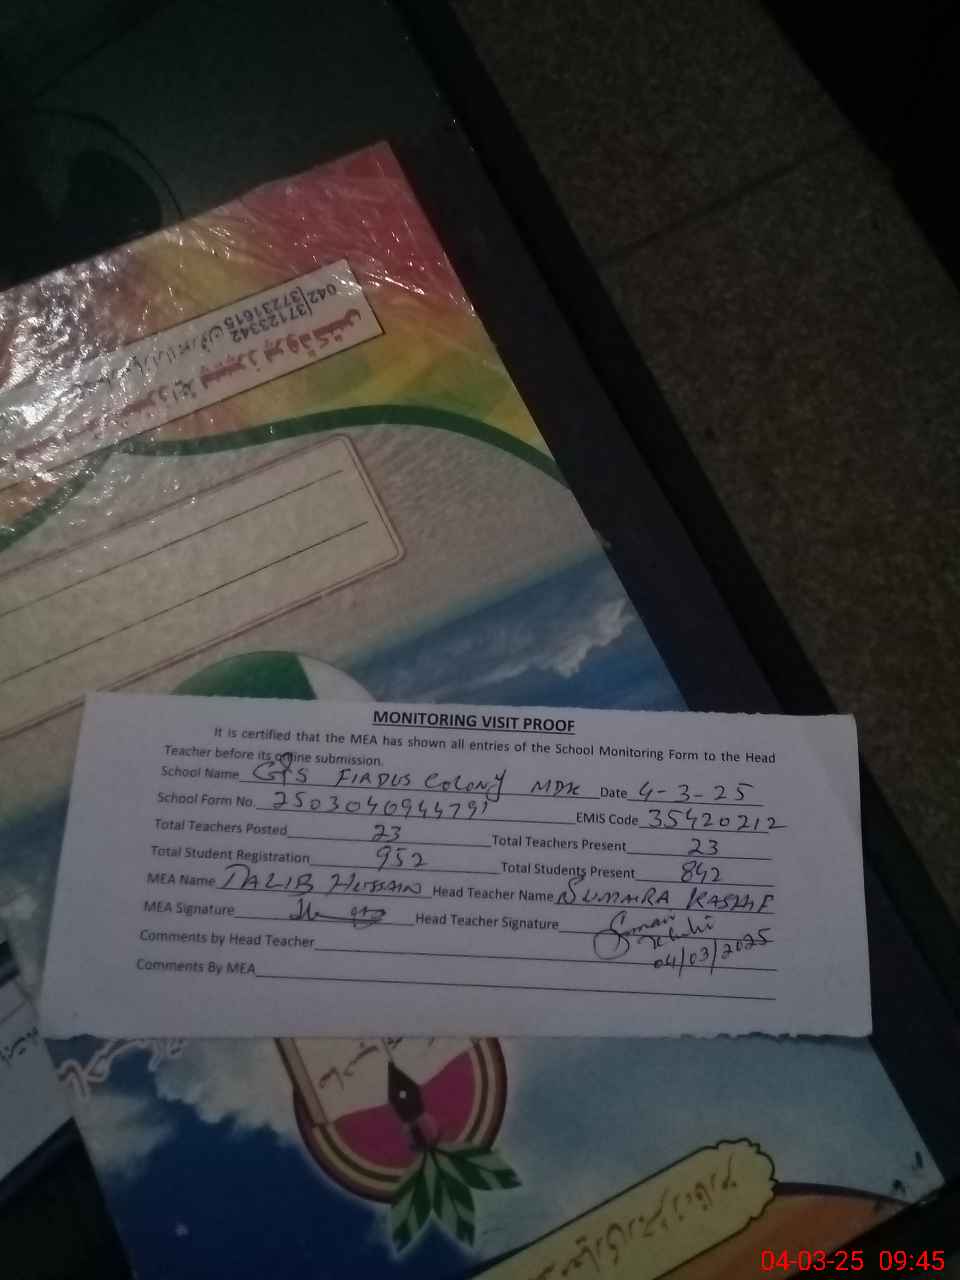 042
37123342
37231615
MONITORING VISIT PROOF
It is certified that the MEA has shown all entries of the School Monitoring Form to the Head
Teacher before its online submission.
School Name GPS FIRDUS Colony MDK Date 4-3-25
School Form No. 2503040944791 EMIS Code 35420212
Total Teachers Posted 23 Total Teachers Present 23
Total Student Registration 952 Total Students Present 842
MEA Name TALIB HUSSAIN Head Teacher Name SUMAIRA KASHIF
MEA Signature Head Teacher Signature
04/03/2025
Comments by Head Teacher
Comments By MEA
04-03-25 09:45